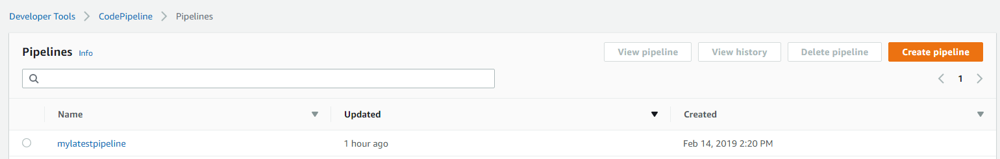 Developer Tools CodePipeline Pipelines
Pipelines Info View pipeline View history Delete pipeline Create pipeline
1
Name Updated Created
mylatestpipeline 1 hour ago Feb 14, 2019 2:20 PM